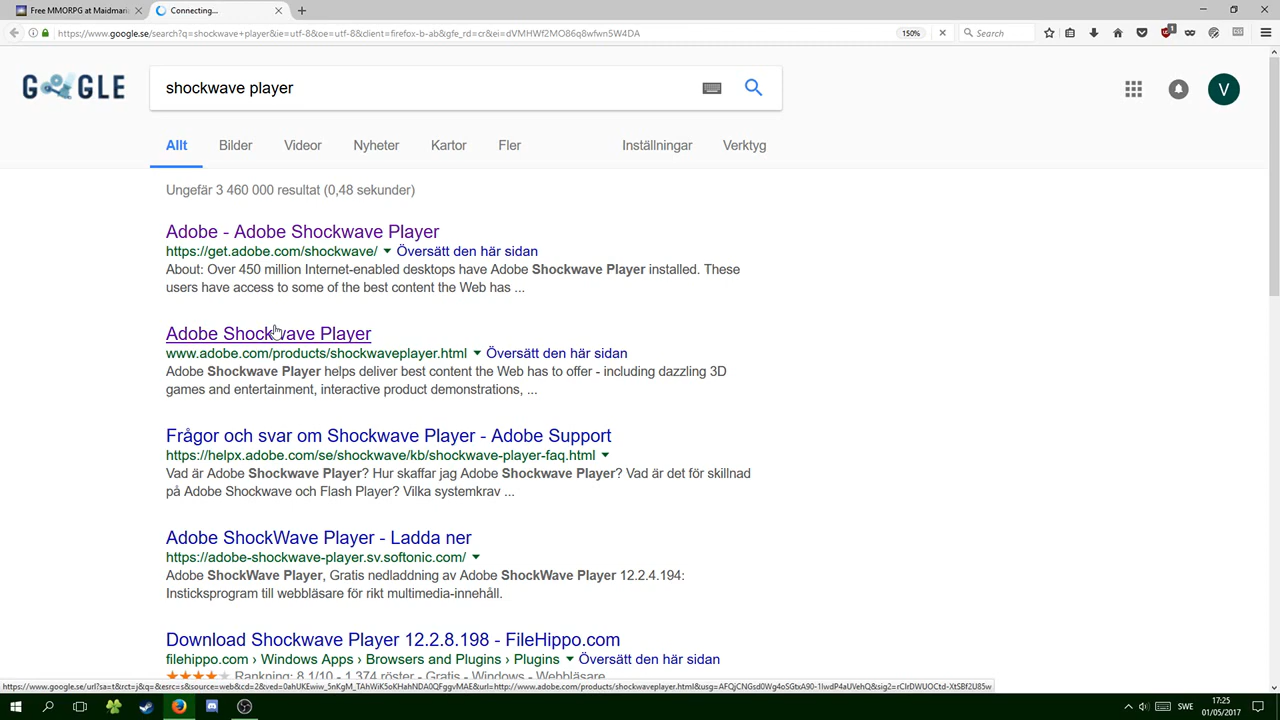 Free MMORPG at Maidmari
Connecting...
https://www.google.se/search?q=shockwave+player&ie=utf-8&oe=utf-8&client=firefox-b-ab&gfe_rd=cr&ei=dVMHWf2MO86q8wfwn5W4DA
150%
Search
GOOGLE
shockwave player
V
Allt Bilder Videor Nyheter Kartor Fler Inställningar Verktyg
Ungefär 3 460 000 resultat (0,48 sekunder)
Adobe - Adobe Shockwave Player
https://get.adobe.com/shockwave/ Översätt den här sidan
About: Over 450 million Internet-enabled desktops have Adobe Shockwave Player installed. These
users have access to some of the best content the Web has ...
Adobe Shockwave Player
www.adobe.com/products/shockwaveplayer.html Översätt den här sidan
Adobe Shockwave Player helps deliver best content the Web has to offer - including dazzling 3D
games and entertainment, interactive product demonstrations, ...
Frågor och svar om Shockwave Player - Adobe Support
https://helpx.adobe.com/se/shockwave/kb/shockwave-player-faq.html
Vad är Adobe Shockwave Player? Hur skaffar jag Adobe Shockwave Player? Vad är det för skillnad
på Adobe Shockwave och Flash Player? Vilka systemkrav ...
Adobe ShockWave Player - Ladda ner
https://adobe-shockwave-player.sv.softonic.com/
Adobe ShockWave Player, Gratis nedladdning av Adobe ShockWave Player 12.2.4.194:
Insticksprogram till webbläsare för rikt multimedia-innehåll.
Download Shockwave Player 12.2.8.198 - FileHippo.com
filehippo.com › Windows Apps › Browsers and Plugins › Plugins Översätt den här sidan
Rankning: 8,1/10 - 1 374 röster - Gratis - Windows - Webbläsare
SWE
17:25
01/05/2017